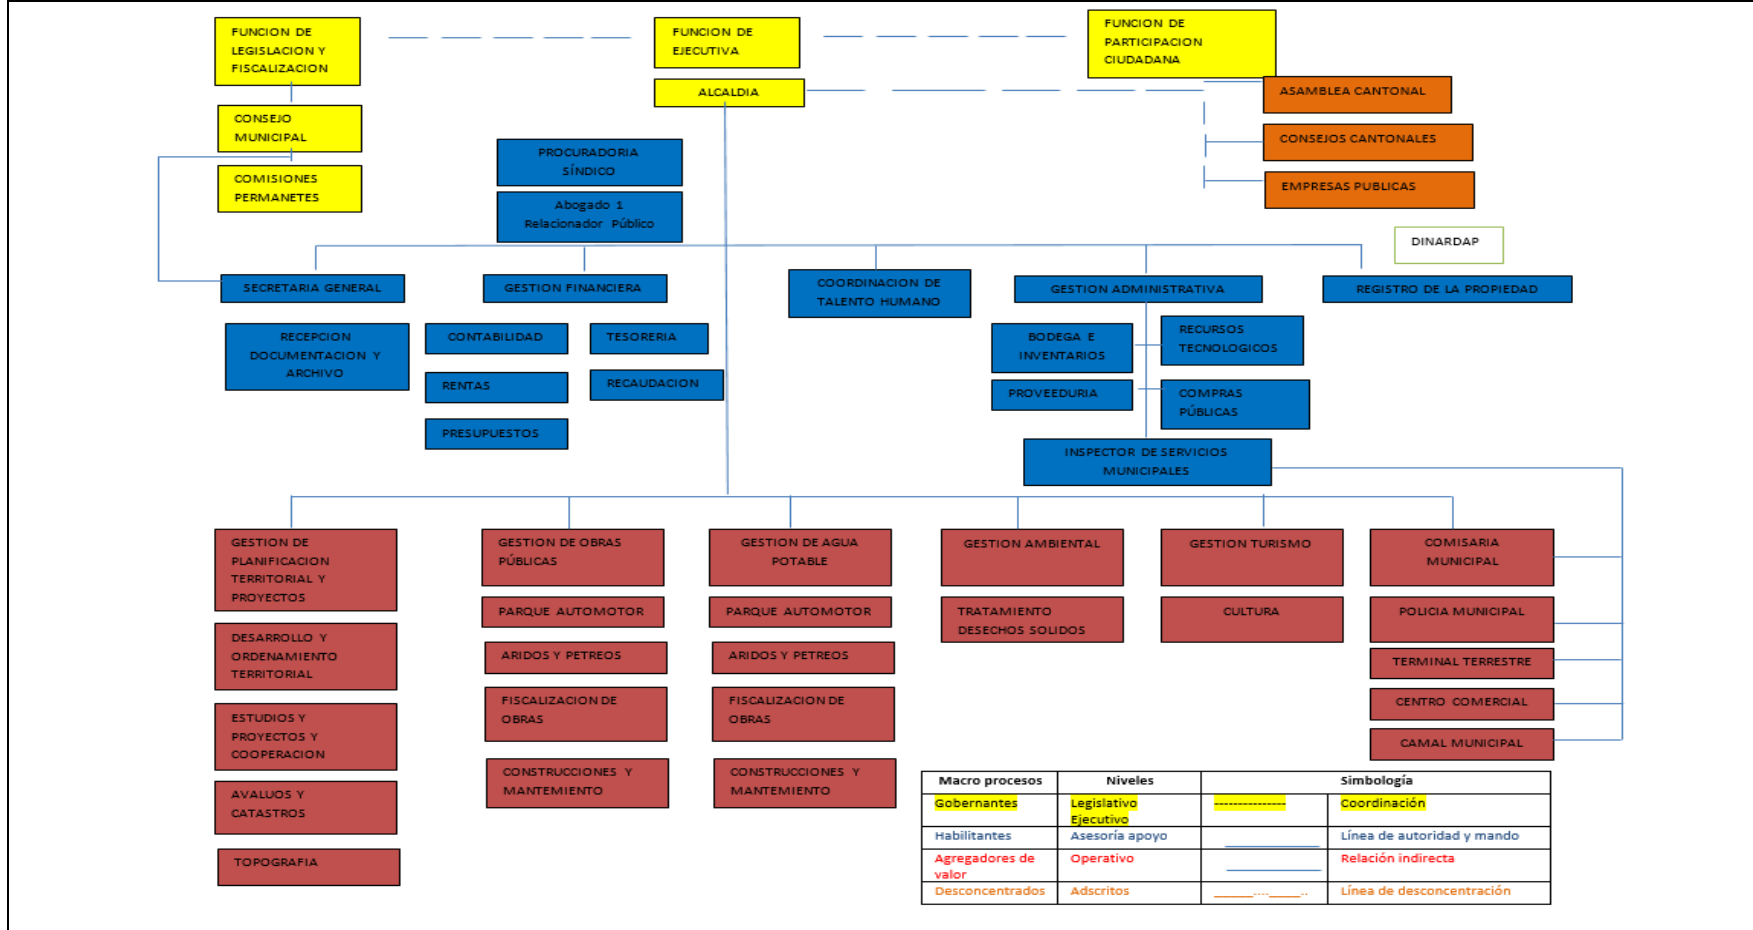 FUNCION DE
LEGISLACION Y
FISCALIZACION
FUNCION DE
EJECUTIVA
FUNCION DE
PARTICIPACION
CIUDADANA
ALCALDIA
ASAMBLEA CANTONAL
CONSEJO
MUNICIPAL
CONSEJOS CANTONALES
PROCURADORIA
SÍNDICO
COMISIONES
PERMANETES
EMPRESAS PUBLICAS
Abogado 1
Relacionador Público
DINARDAP
SECRETARIA GENERAL
GESTION FINANCIERA
COORDINACION DE
TALENTO HUMANO
GESTION ADMINISTRATIVA
REGISTRO DE LA PROPIEDAD
RECEPCION
DOCUMENTACION Y
ARCHIVO
CONTABILIDAD
TESORERIA
BODEGA E
INVENTARIOS
RECURSOS
TECNOLOGICOS
RENTAS
RECAUDACION
PROVEEDURIA
COMPRAS
PÚBLICAS
PRESUPUESTOS
INSPECTOR DE SERVICIOS
MUNICIPALES
GESTION DE
PLANIFICACION
TERRITORIAL Y
PROYECTOS
GESTION DE OBRAS
PÚBLICAS
GESTION DE AGUA
POTABLE
GESTION AMBIENTAL
GESTION TURISMO
COMISARIA
MUNICIPAL
PARQUE AUTOMOTOR
PARQUE AUTOMOTOR
TRATAMIENTO
DESECHOS SOLIDOS
CULTURA
POLICIA MUNICIPAL
DESARROLLO Y
ORDENAMIENTO
TERRITORIAL
ARIDOS Y PETREOS
ARIDOS Y PETREOS
TERMINAL TERRESTRE
ESTUDIOS Y
PROYECTOS Y
COOPERACION
FISCALIZACION DE
OBRAS
FISCALIZACION DE
OBRAS
CENTRO COMERCIAL
CAMAL MUNICIPAL
AVALUOS Y
CATASTROS
CONSTRUCCIONES Y
MANTEMIENTO
CONSTRUCCIONES Y
MANTEMIENTO
TOPOGRAFIA
Macro procesos Niveles Simbología
Gobernantes Legislativo --------------- Coordinación
Ejecutivo
Habilitantes Asesoría apoyo Línea de autoridad y mando
Agregadores de Operativo Relación indirecta
valor
Desconcentrados Adscritos _____...._____.. Línea de desconcentración